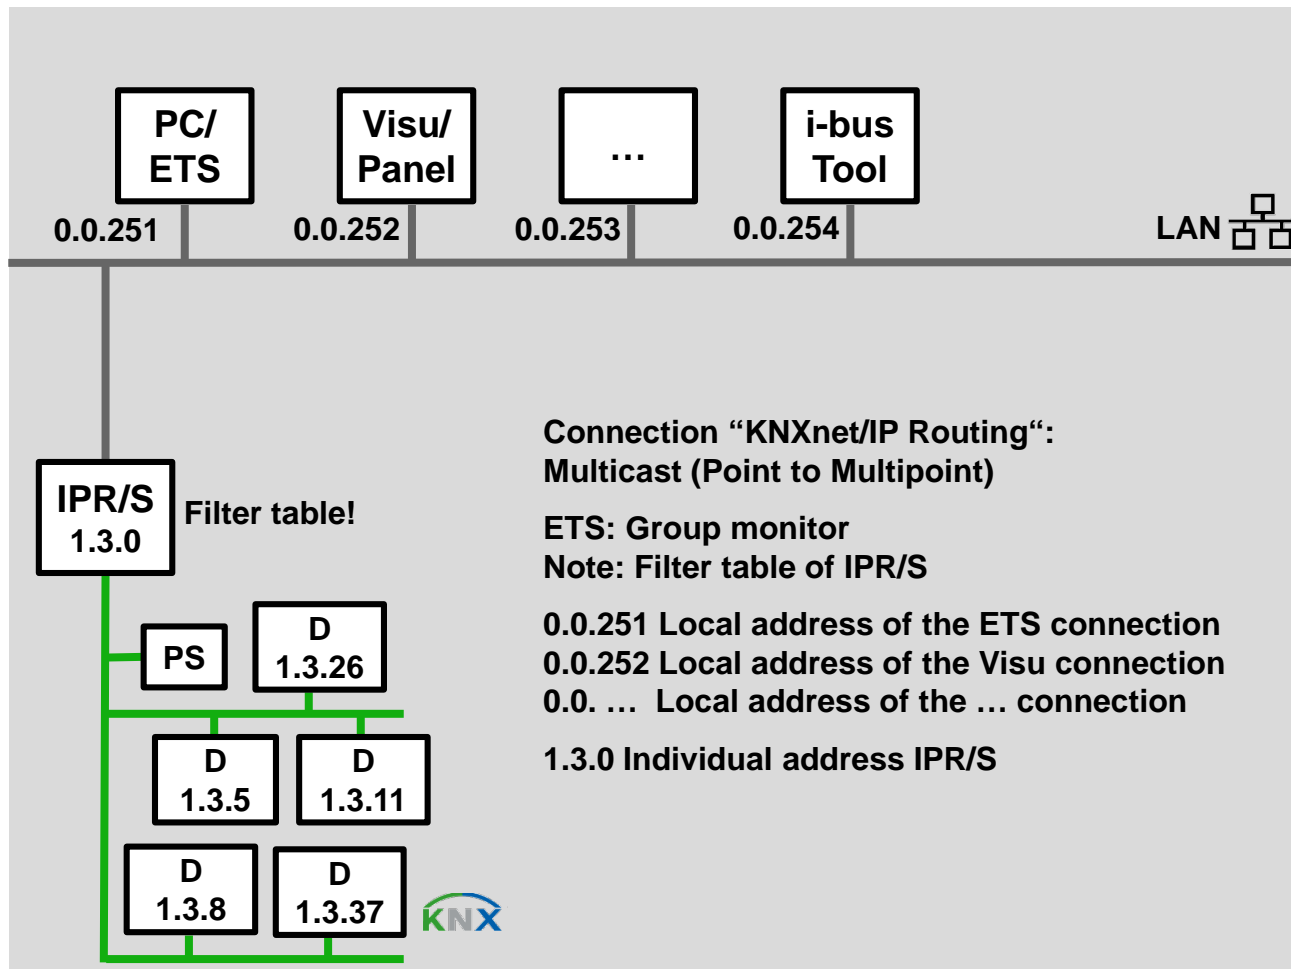 PC/
ETS
Visu/
Panel
...
i-bus
Tool
0.0.251
0.0.252
0.0.253
0.0.254
LAN
Connection “KNXnet/IP Routing“:
Multicast (Point to Multipoint)
IPR/S
1.3.0
Filter table!
ETS: Group monitor
Note: Filter table of IPR/S
PS
D
1.3.26
0.0.251 Local address of the ETS connection
0.0.252 Local address of the Visu connection
0.0. … Local address of the … connection
D
1.3.5
D
1.3.11
1.3.0 Individual address IPR/S
D
1.3.8
D
1.3.37
KNX